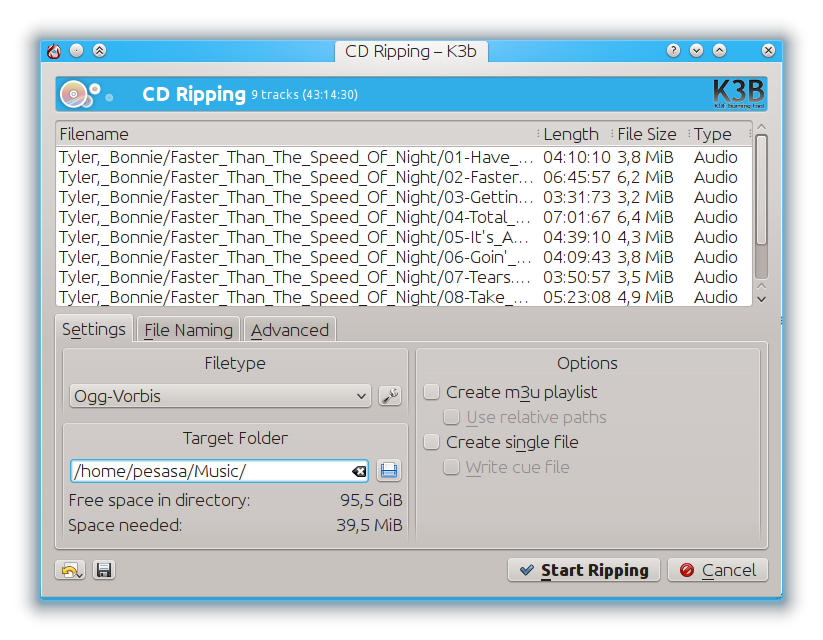 CD Ripping – K3b
CD Ripping 9 tracks (43:14:30)
K3B
Filename Length File Size Type
Tyler,_Bonnie/Faster_Than_The_Speed_Of_Night/01-Have_... 04:10:10 3,8 MiB Audio
Tyler,_Bonnie/Faster_Than_The_Speed_Of_Night/02-Faster... 06:45:57 6,2 MiB Audio
Tyler,_Bonnie/Faster_Than_The_Speed_Of_Night/03-Gettin... 03:31:73 3,2 MiB Audio
Tyler,_Bonnie/Faster_Than_The_Speed_Of_Night/04-Total_... 07:01:67 6,4 MiB Audio
Tyler,_Bonnie/Faster_Than_The_Speed_Of_Night/05-It's_A... 04:39:10 4,3 MiB Audio
Tyler,_Bonnie/Faster_Than_The_Speed_Of_Night/06-Goin'_... 04:09:43 3,8 MiB Audio
Tyler,_Bonnie/Faster_Than_The_Speed_Of_Night/07-Tears.... 03:50:57 3,5 MiB Audio
Tyler,_Bonnie/Faster_Than_The_Speed_Of_Night/08-Take_... 05:23:08 4,9 MiB Audio
Settings File Naming Advanced
Filetype
Ogg-Vorbis
Target Folder
/home/pesasa/Music/
Free space in directory: 95,5 GiB
Space needed: 39,5 MiB
Options
Create m3u playlist
Use relative paths
Create single file
Write cue file
Start Ripping Cancel